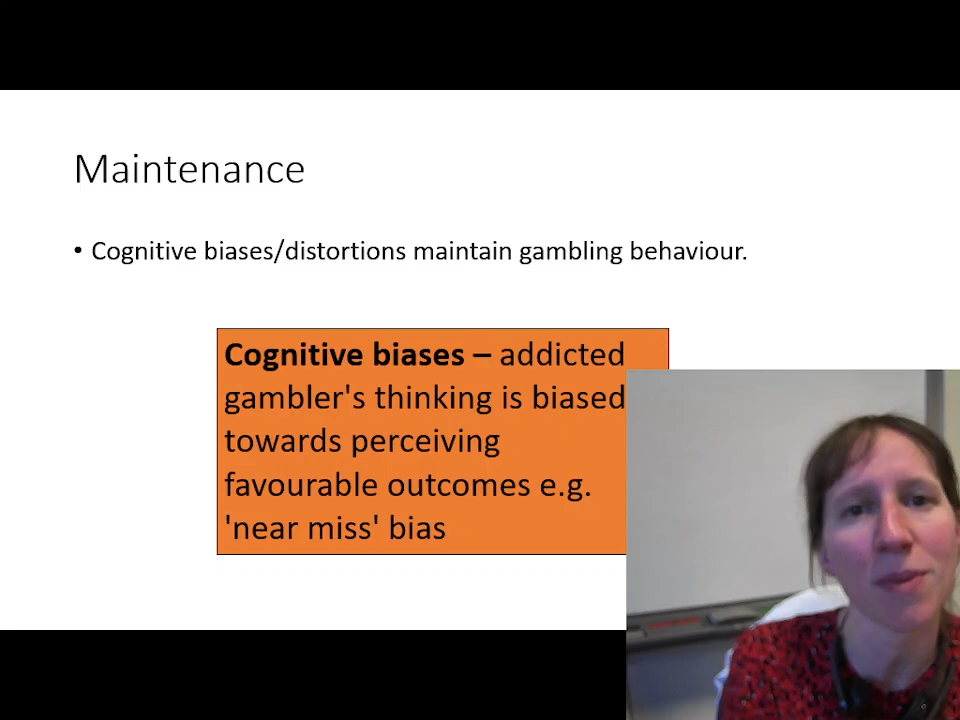 Maintenance
• Cognitive biases/distortions maintain gambling behaviour.
Cognitive biases – addicted
gambler's thinking is biased
towards perceiving
favourable outcomes e.g.
'near miss' bias